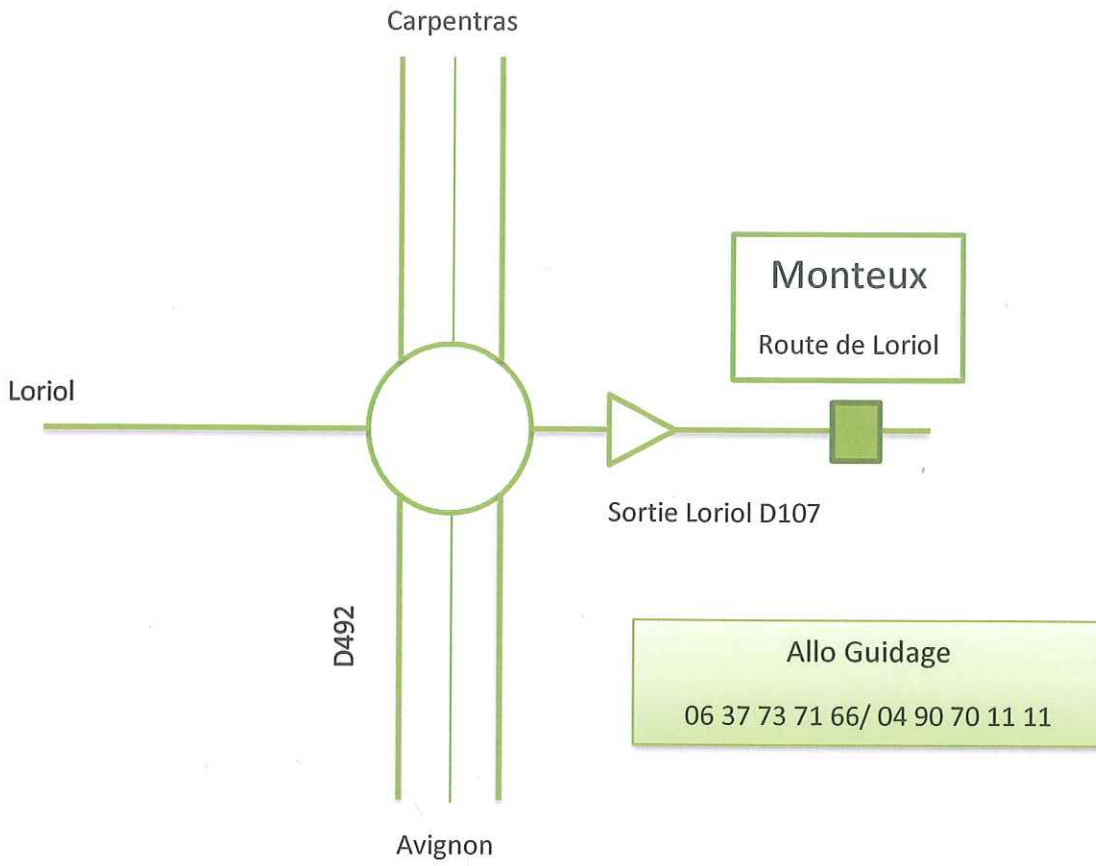 Carpentras
Monteux
Route de Loriol
Loriol
Sortie Loriol D107
D492
Allo Guidage
06 37 73 71 66/ 04 90 70 11 11
Avignon